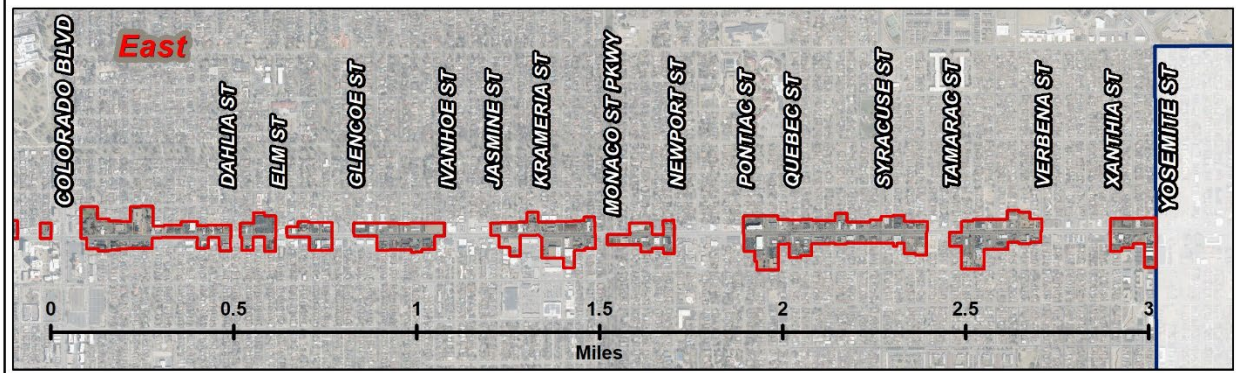 East
COLORADO BLVD
DAHLIA ST
ELM ST
GLENCOE ST
IVANHOE ST
JASMINE ST
KRAMERIA ST
MONACO ST PKWY
NEWPORT ST
PONTIAC ST
QUEBEC ST
SYRACUSE ST
TAMARAC ST
VERBENA ST
XANTHIA ST
YOSEMITE ST
0 0.5 1 1.5 2 2.5 3
Miles